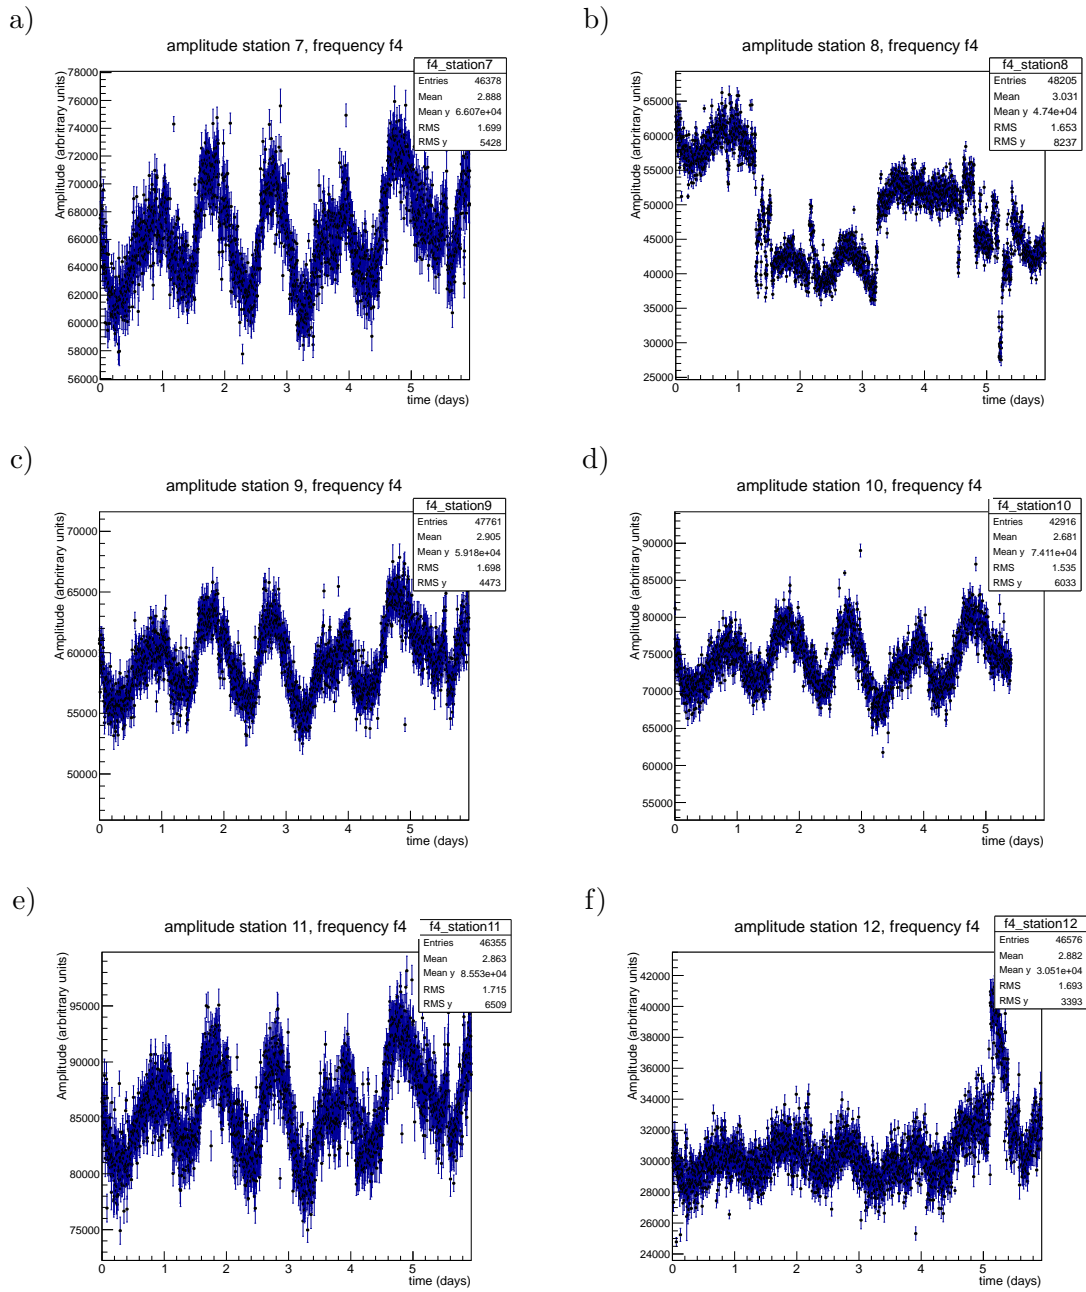 a)
amplitude station 7, frequency f4
f4_station7
Entries 46378
Mean 2.888
Mean y 6.607e+04
RMS 1.699
RMS y 5428
Amplitude (arbritrary units)
78000
76000
74000
72000
70000
68000
66000
64000
62000
60000
58000
56000
0 1 2 3 4 5
time (days)
b)
amplitude station 8, frequency f4
f4_station8
Entries 48205
Mean 3.031
Mean y 4.74e+04
RMS 1.653
RMS y 8237
Amplitude (arbritrary units)
65000
60000
55000
50000
45000
40000
35000
30000
25000
0 1 2 3 4 5
time (days)
c)
amplitude station 9, frequency f4
f4_station9
Entries 47761
Mean 2.905
Mean y 5.918e+04
RMS 1.698
RMS y 4473
Amplitude (arbritrary units)
70000
65000
60000
55000
50000
0 1 2 3 4 5
time (days)
d)
amplitude station 10, frequency f4
f4_station10
Entries 42916
Mean 2.681
Mean y 7.411e+04
RMS 1.535
RMS y 6033
Amplitude (arbritrary units)
90000
85000
80000
75000
70000
65000
60000
55000
0 1 2 3 4 5
time (days)
e)
amplitude station 11, frequency f4
f4_station11
Entries 46355
Mean 2.863
Mean y 8.553e+04
RMS 1.715
RMS y 6509
Amplitude (arbritrary units)
95000
90000
85000
80000
75000
0 1 2 3 4 5
time (days)
f)
amplitude station 12, frequency f4
f4_station12
Entries 46576
Mean 2.882
Mean y 3.051e+04
RMS 1.693
RMS y 3393
Amplitude (arbritrary units)
42000
40000
38000
36000
34000
32000
30000
28000
26000
24000
0 1 2 3 4 5
time (days)